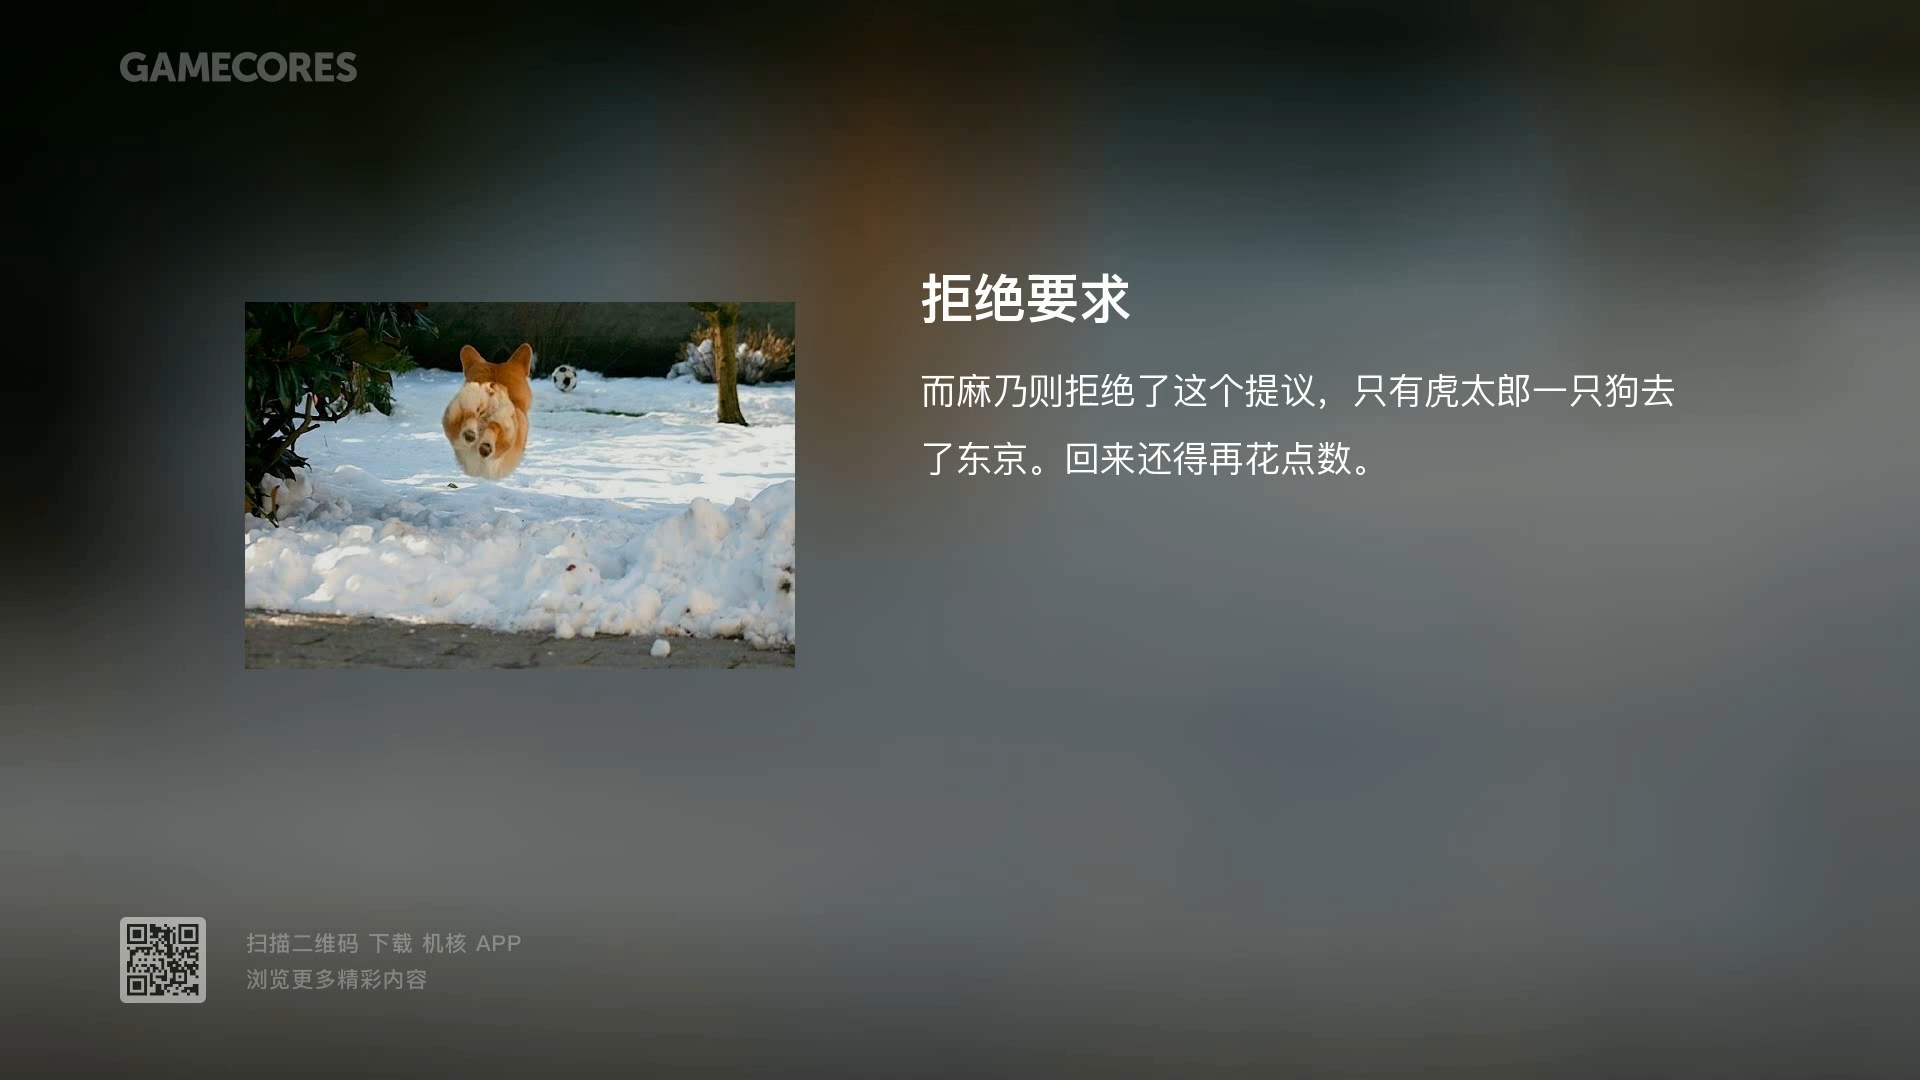 GAMECORES
拒绝要求
而麻乃则拒绝了这个提议，只有虎太郎一只狗去
了东京。回来还得再花点数。
扫描二维码 下载 机核 APP
浏览更多精彩内容